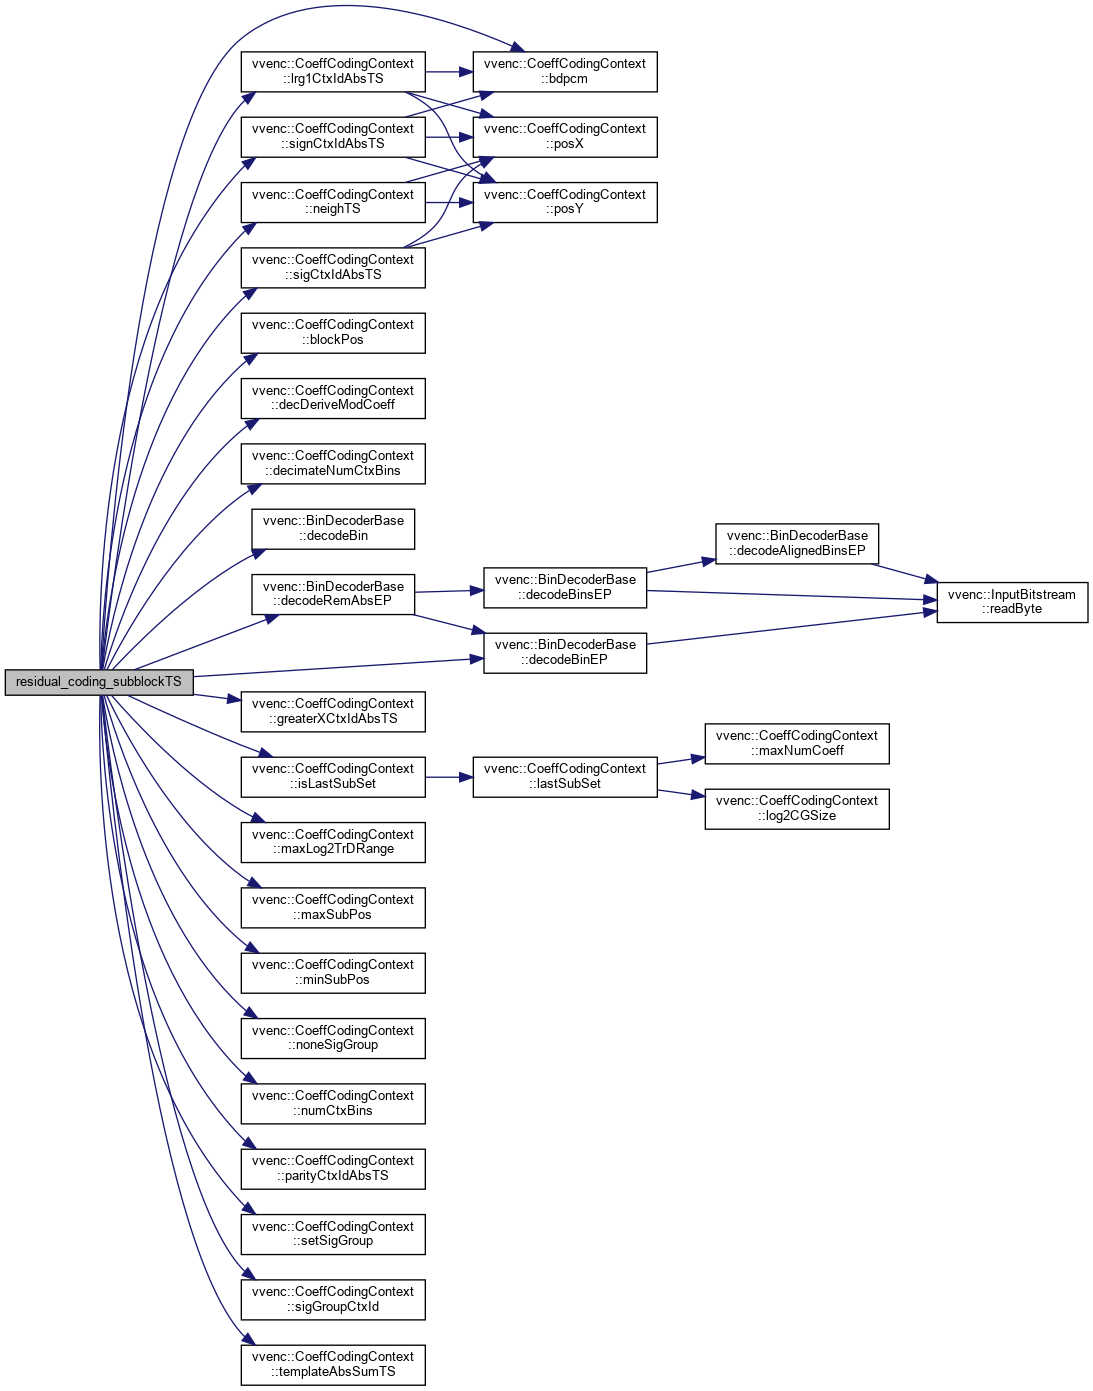 vvenc::CoeffCodingContext
::lrg1CtxIdAbsTS
vvenc::CoeffCodingContext
::bdpcm
vvenc::CoeffCodingContext
::signCtxIdAbsTS
vvenc::CoeffCodingContext
::posX
vvenc::CoeffCodingContext
::neighTS
vvenc::CoeffCodingContext
::posY
vvenc::CoeffCodingContext
::sigCtxIdAbsTS
vvenc::CoeffCodingContext
::blockPos
vvenc::CoeffCodingContext
::decDeriveModCoeff
vvenc::CoeffCodingContext
::decimateNumCtxBins
vvenc::BinDecoderBase
::decodeBin
vvenc::BinDecoderBase
::decodeAlignedBinsEP
vvenc::BinDecoderBase
::decodeRemAbsEP
vvenc::BinDecoderBase
::decodeBinsEP
vvenc::InputBitstream
::readByte
vvenc::BinDecoderBase
::decodeBinEP
residual_coding_subblockTS
vvenc::CoeffCodingContext
::greaterXCtxIdAbsTS
vvenc::CoeffCodingContext
::maxNumCoeff
vvenc::CoeffCodingContext
::isLastSubSet
vvenc::CoeffCodingContext
::lastSubSet
vvenc::CoeffCodingContext
::log2CGSize
vvenc::CoeffCodingContext
::maxLog2TrDRange
vvenc::CoeffCodingContext
::maxSubPos
vvenc::CoeffCodingContext
::minSubPos
vvenc::CoeffCodingContext
::noneSigGroup
vvenc::CoeffCodingContext
::numCtxBins
vvenc::CoeffCodingContext
::parityCtxIdAbsTS
vvenc::CoeffCodingContext
::setSigGroup
vvenc::CoeffCodingContext
::sigGroupCtxId
vvenc::CoeffCodingContext
::templateAbsSumTS